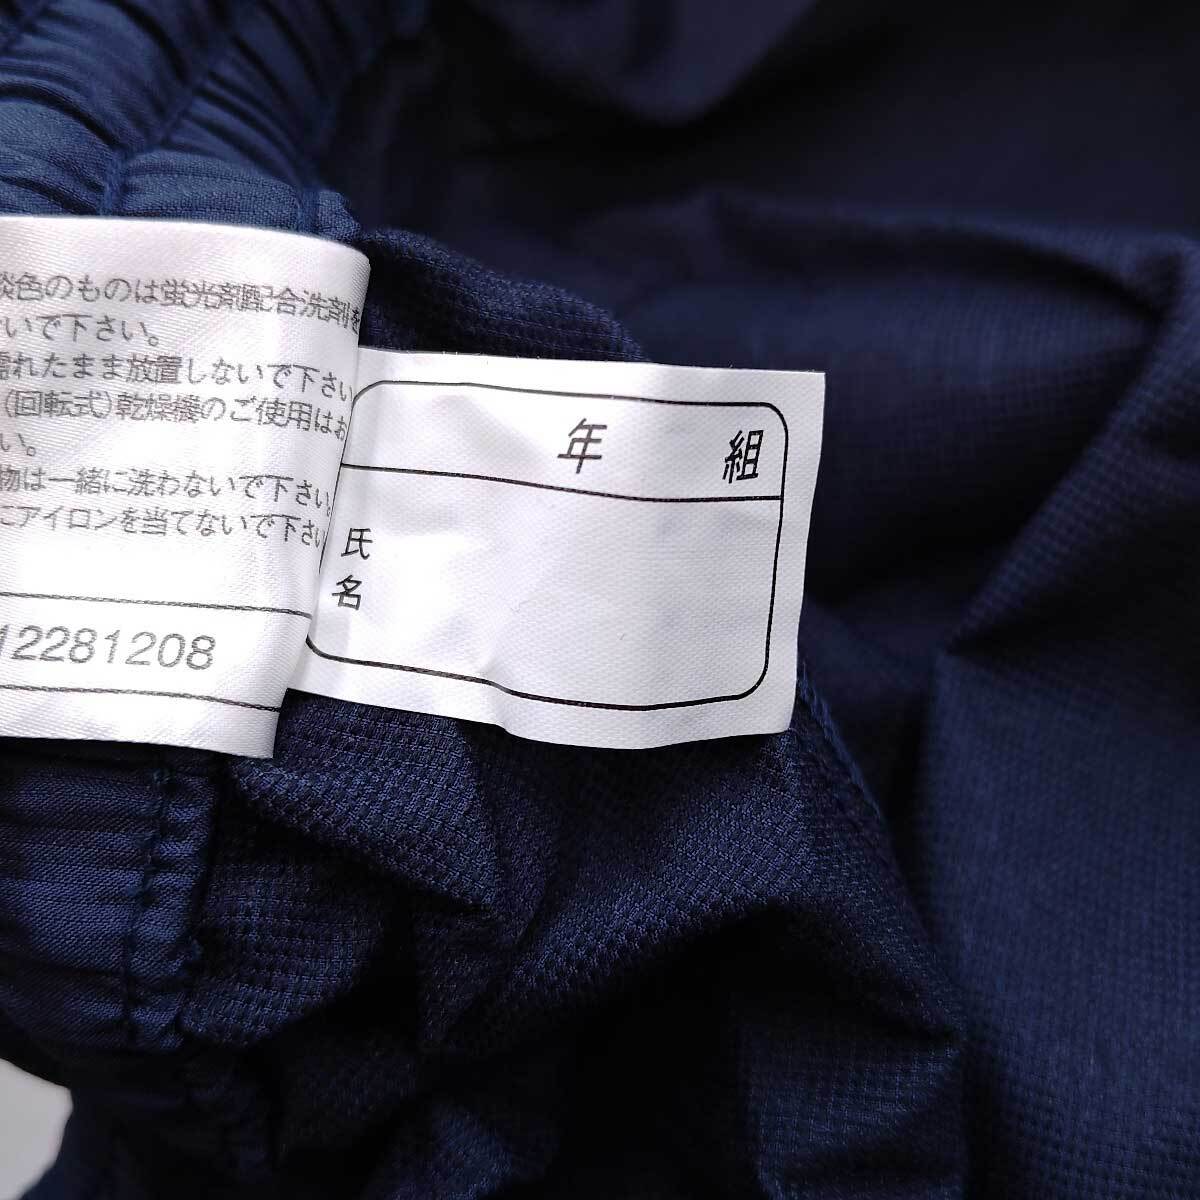 淡色のものは蛍光剤配合洗剤を
ないで下さい。
濡れたまま放置しないで下さい
(回転式)乾燥機のご使用はお
い。
物は一緒に洗わないで下さい。
にアイロンを当てないで下さい
12281208
年 組
氏
名